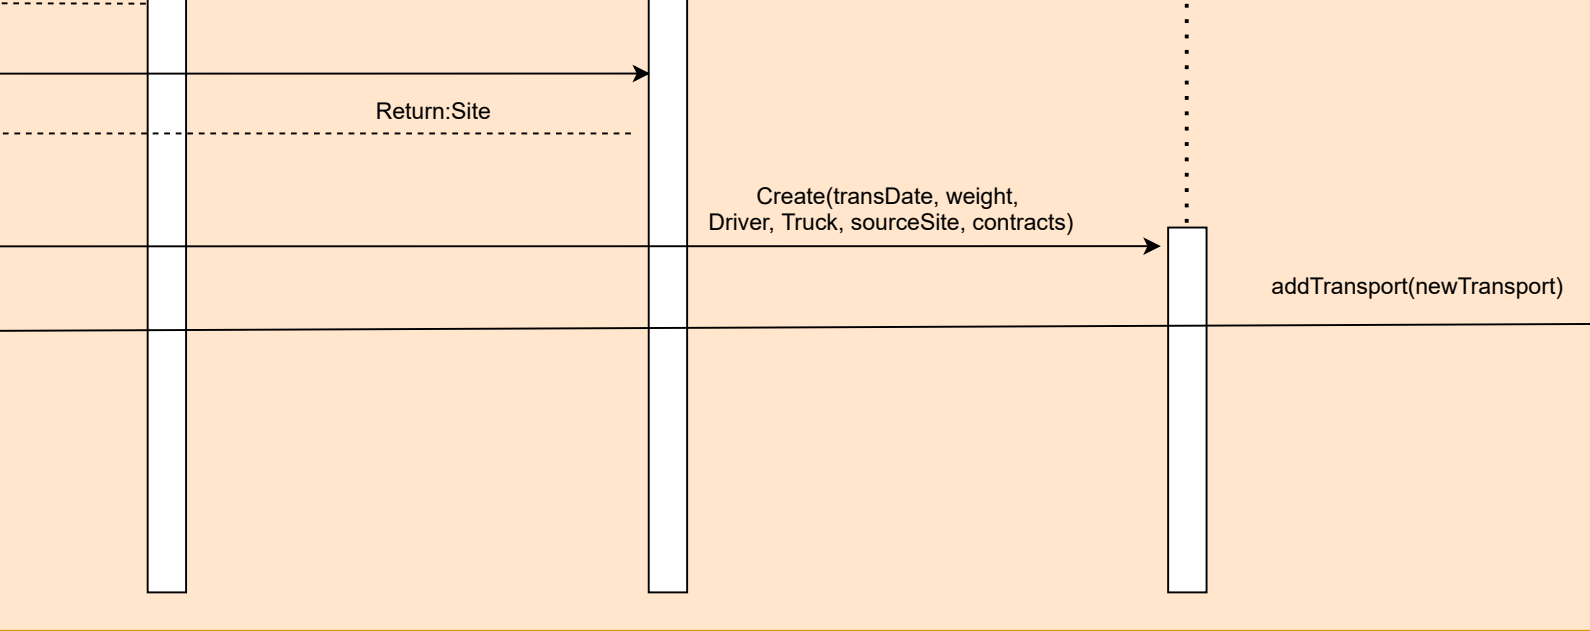 Return:Site
Create(transDate, weight,
Driver, Truck, sourceSite, contracts)
addTransport(newTransport)